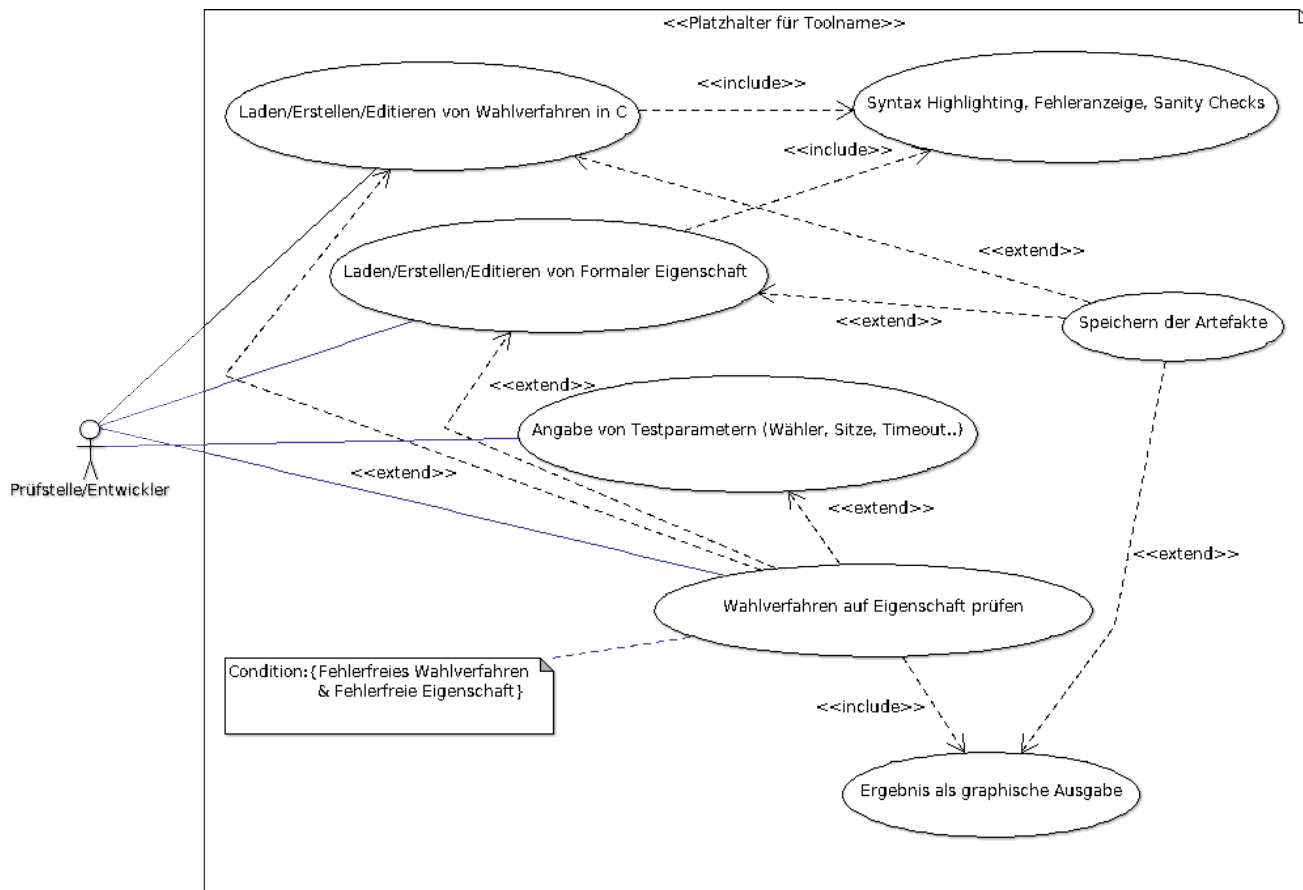 <<Platzhalter für Toolname>>
<<include>>
Laden/Erstellen/Editieren von Wahlverfahren in C
Syntax Highlighting, Fehleranzeige, Sanity Checks
<<include>>
<<extend>>
Laden/Erstellen/Editieren von Formaler Eigenschaft
<<extend>>
Speichern der Artefakte
<<extend>>
Angabe von Testparametern (Wähler, Sitze, Timeout..}
<<extend>>
Prüfstelle/Entwickler
<<extend>>
<<extend>>
Wahlverfahren auf Eigenschaft prüfen
Condition:{Fehlerfreies Wahlverfahren
& Fehlerfreie Eigenschaft}
<<include>>
Ergebnis als graphische Ausgabe